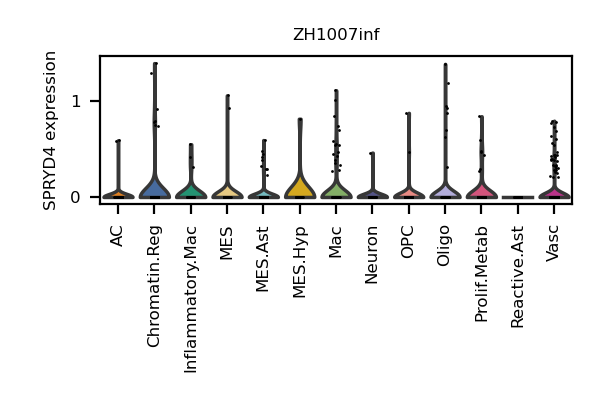 ZH1007inf
SPRYD4 expression
1
0
AC
Chromatin.Reg
Inflammatory.Mac
MES
MES.Ast
MES.Hyp
Mac
Neuron
OPC
Oligo
Prolif.Metab
Reactive.Ast
Vasc